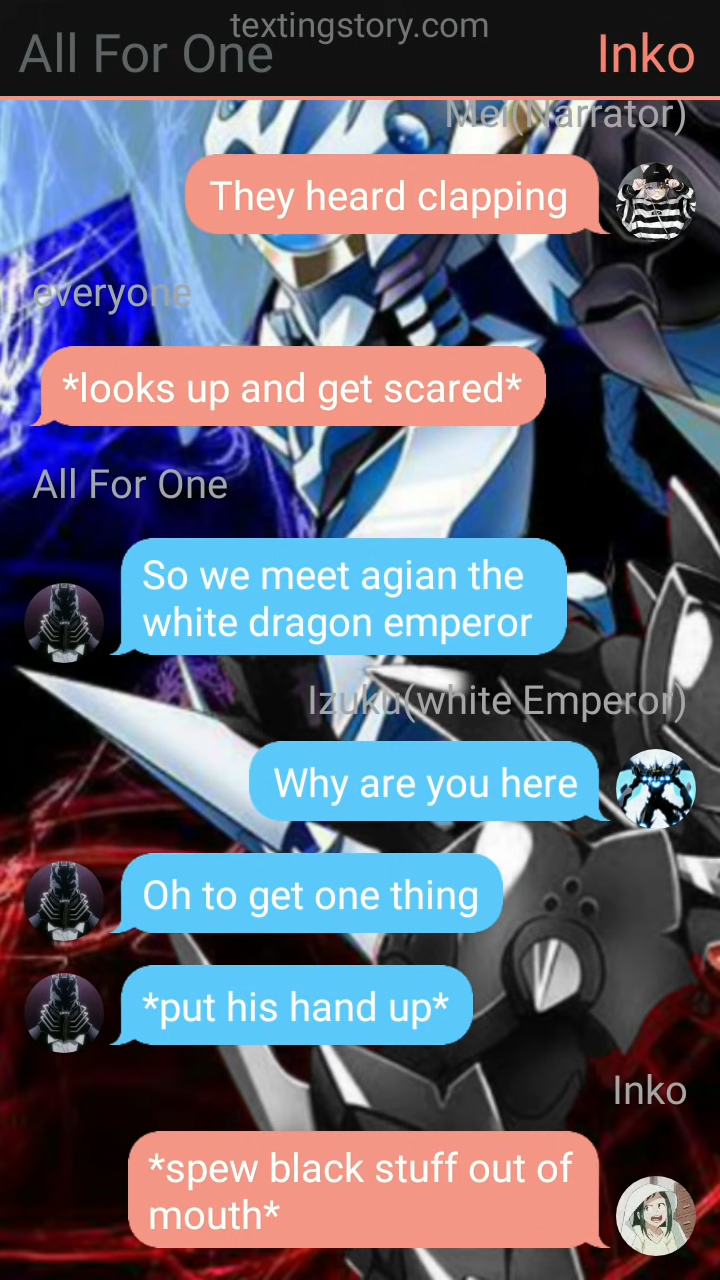 textingstory.com
All For One
Inko
Mei(Narrator)
They heard clapping
everyone
*looks up and get scared*
All For One
So we meet agian the
white dragon emperor
Izuku(white Emperor)
Why are you here
Oh to get one thing
*put his hand up*
Inko
*spew black stuff out of
mouth*